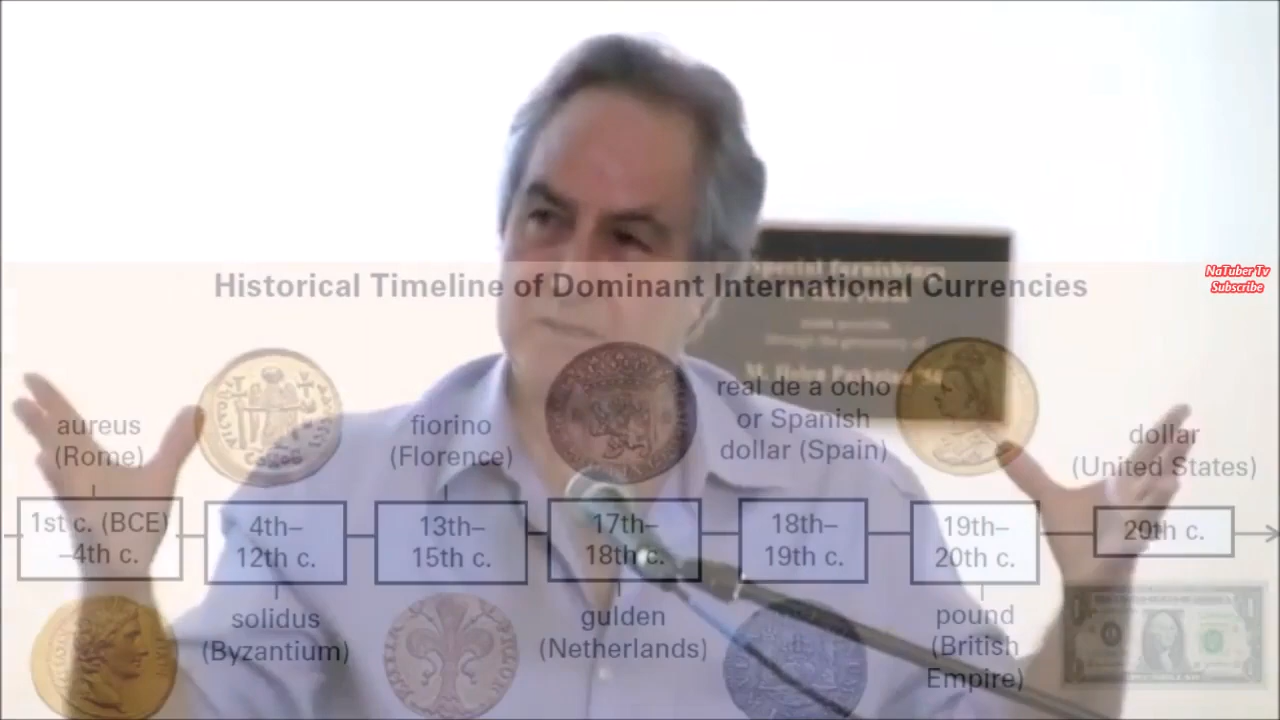 Historical Timeline of Dominant International Currencies
NaTuber Tv
Subscribe
aureus
(Rome)
fiorino
(Florence)
real de a ocho
or Spanish
dollar (Spain)
dollar
(United States)
1st c. (BCE)
–4th c.
4th–
12th c.
13th–
15th c.
17th–
18th c.
18th–
19th c.
19th–
20th c.
20th c.
solidus
(Byzantium)
gulden
(Netherlands)
pound
(British
Empire)